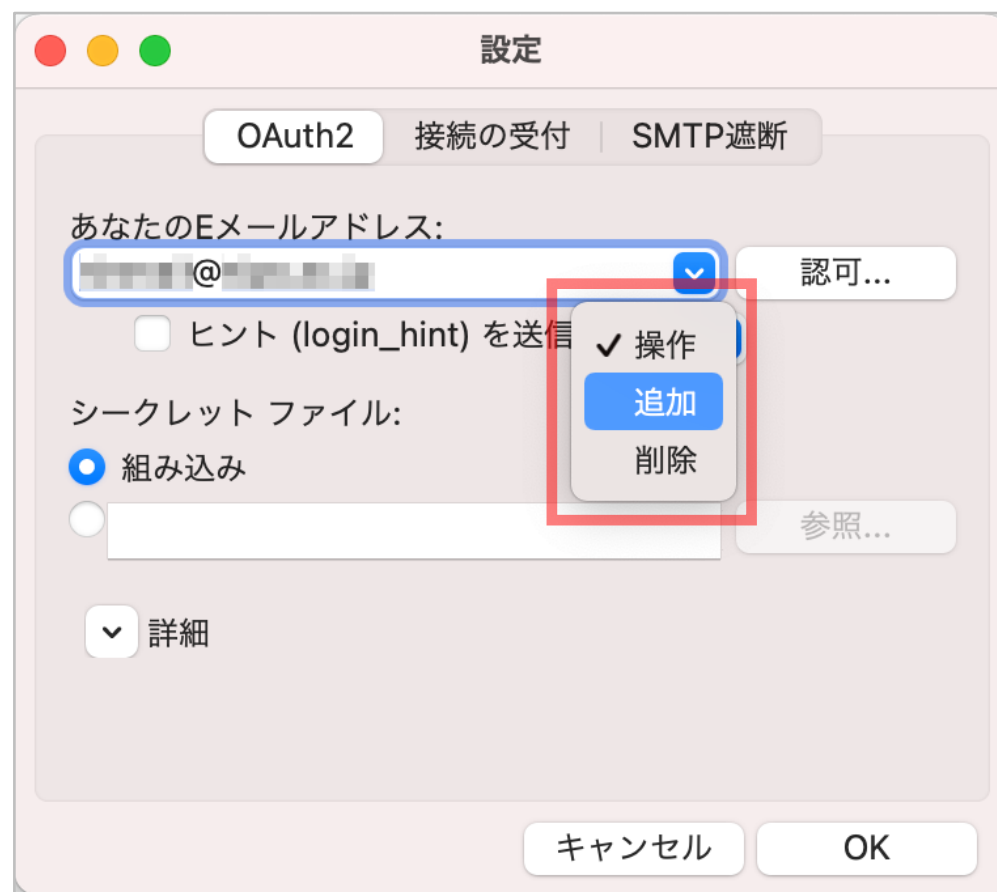 設定
OAuth2 接続の受付 SMTP遮断
あなたのEメールアドレス:
@
認可...
ヒント (login_hint) を送信
操作
追加
削除
シークレット ファイル:
組み込み
参照...
詳細
キャンセル OK